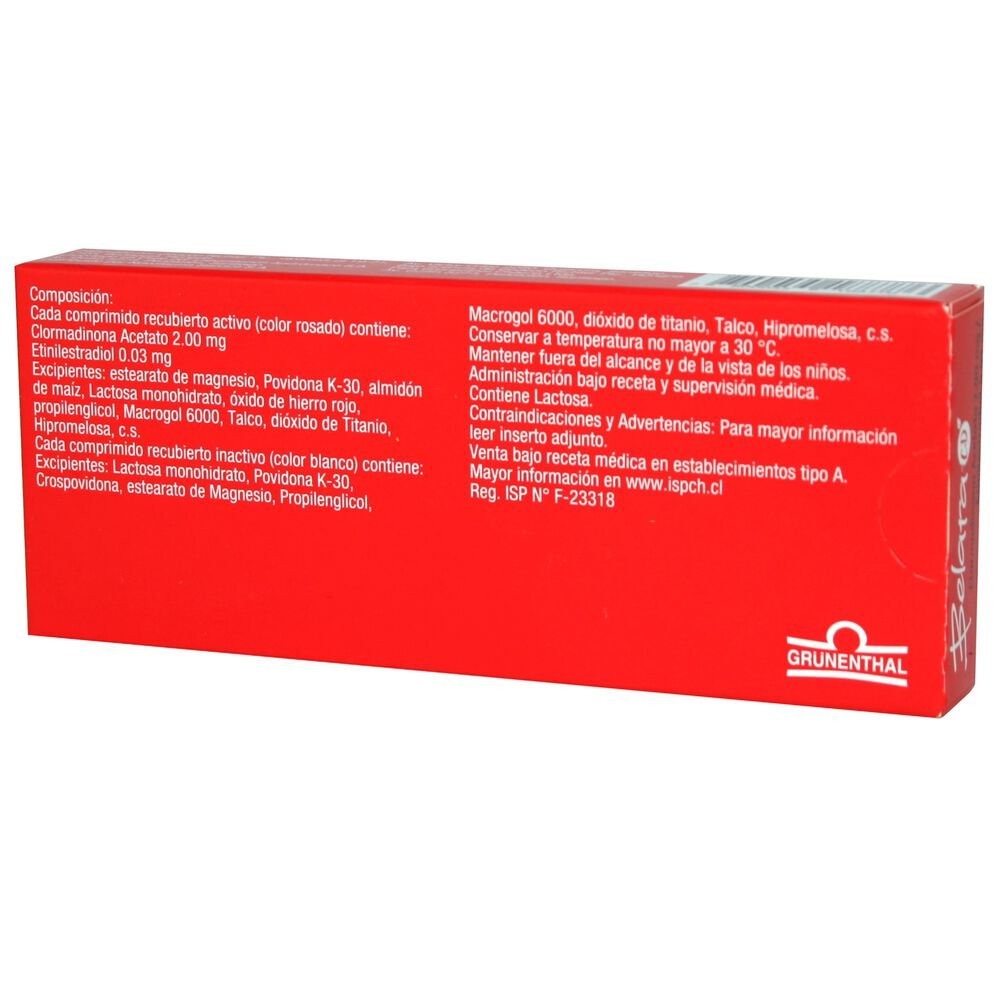 Composición:
Cada comprimido recubierto activo (color rosado) contiene:
Clormadinona Acetato 2.00 mg
Etinilestradiol 0.03 mg
Excipientes: estearato de magnesio, Povidona K-30, almidón
de maíz, Lactosa monohidrato, óxido de hierro rojo,
propilenglicol, Macrogol 6000, Talco, dióxido de Titanio,
Hipromelosa, c.s.
Cada comprimido recubierto inactivo (color blanco) contiene:
Excipientes: Lactosa monohidrato, Povidona K-30,
Crospovidona, estearato de Magnesio, Propilenglicol,
Macrogol 6000, dióxido de titanio, Talco, Hipromelosa, c.s.
Conservar a temperatura no mayor a 30 °C.
Mantener fuera del alcance y de la vista de los niños.
Administración bajo receta y supervisión médica.
Contiene Lactosa.
Contraindicaciones y Advertencias: Para mayor información
leer inserto adjunto.
Venta bajo receta médica en establecimientos tipo A.
Mayor información en www.ispch.cl
Reg. ISP N° F-23318
GRUNENTHAL
Belara